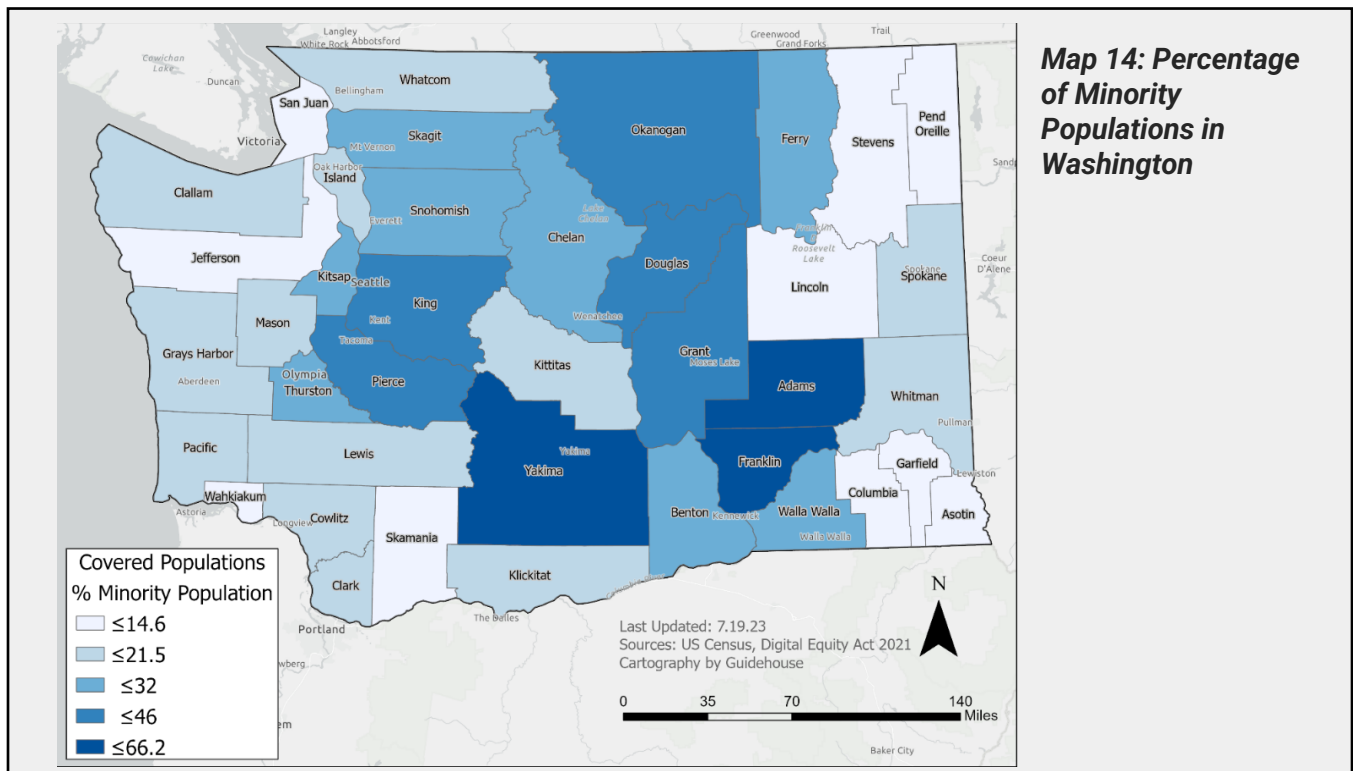 Map 14: Percentage
of Minority
Populations in
Washington
Langley
White Rock Abbotsford
Greenwood
Grand Forks
Trail
Cowichan
Lake
Duncan
Victoria
San Juan
Whatcom
Bellingham
Skagit
Mt Vernon
Okanogan
Ferry
Stevens
Pend
Oreille
Clallam
Oak Harbor
Island
Snohomish
Everett
Lake
Chelan
Chelan
Franklin D
Roosevelt
Lake
Jefferson
Kitsap
Seattle
Douglas
Lincoln
Spokane
Spokane
Coeur
D'Alene
King
Kent
Mason
Wenatchee
Grays Harbor
Aberdeen
Tacoma
Pierce
Olympia
Thurston
Kittitas
Grant
Moses Lake
Adams
Whitman
Pullman
Pacific
Lewis
Yakima
Yakima
Franklin
Garfield
Lewiston
Columbia
Asotin
Wahkiakum
Astoria
Longview
Cowlitz
Skamania
Benton
Kennewick
Walla Walla
Walla Walla
Clark
Klickitat
The Dalles
Portland
Baker City
Covered Populations
% Minority Population
≤14.6
≤21.5
≤32
≤46
≤66.2
Last Updated: 7.19.23
Sources: US Census, Digital Equity Act 2021
Cartography by Guidehouse
N
0 35 70 140
Miles